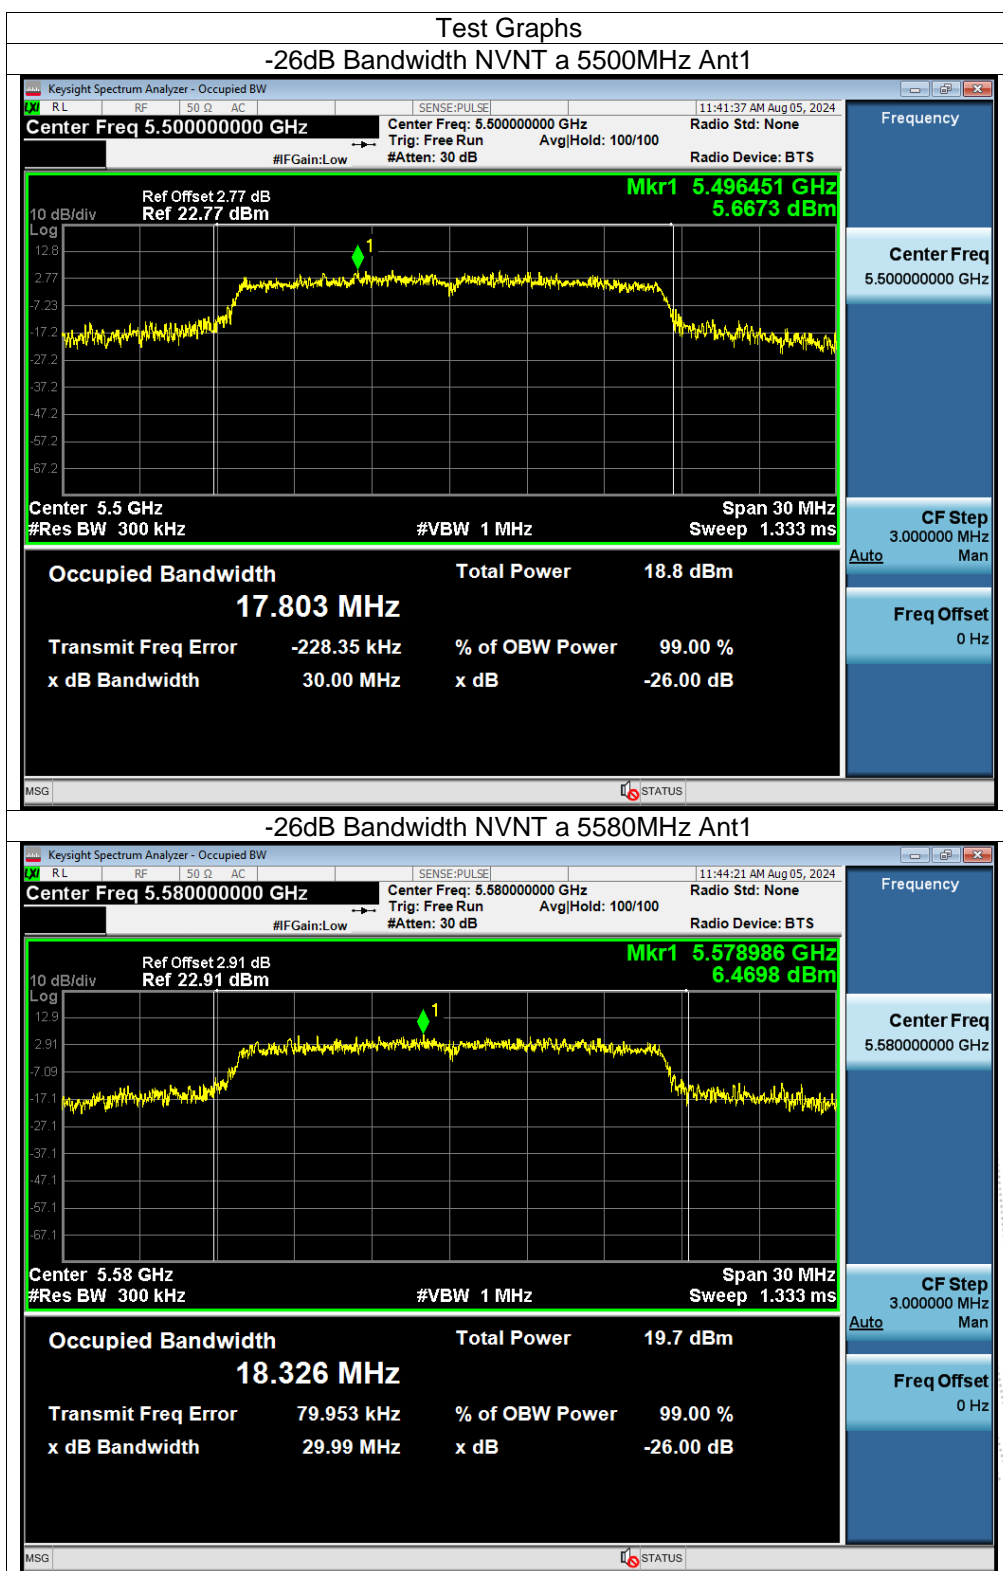 Test Graphs
-26dB Bandwidth NVNT a 5500MHz Ant1
Keysight Spectrum Analyzer - Occupied BW
LXI RL RF 50 Ω AC SENSE:PULSE 11:41:37 AM Aug 05, 2024
Center Freq 5.500000000 GHz Center Freq: 5.500000000 GHz Radio Std: None
Trig: Free Run Avg|Hold: 100/100
#IFGain:Low #Atten: 30 dB Radio Device: BTS
Frequency
Mkr1 5.496451 GHz
5.6673 dBm
Ref Offset 2.77 dB
10 dB/div Ref 22.77 dBm
Log
1
12.8
2.77
-7.23
-17.2
-27.2
-37.2
-47.2
-57.2
-67.2
Center 5.5 GHz Span 30 MHz
#Res BW 300 kHz #VBW 1 MHz Sweep 1.333 ms
Center Freq
5.500000000 GHz
CF Step
3.000000 MHz
Auto Man
Freq Offset
0 Hz
Occupied Bandwidth Total Power 18.8 dBm
17.803 MHz
Transmit Freq Error -228.35 kHz % of OBW Power 99.00 %
x dB Bandwidth 30.00 MHz x dB -26.00 dB
MSG STATUS
-26dB Bandwidth NVNT a 5580MHz Ant1
Keysight Spectrum Analyzer - Occupied BW
LXI RL RF 50 Ω AC SENSE:PULSE 11:44:21 AM Aug 05, 2024
Center Freq 5.580000000 GHz Center Freq: 5.580000000 GHz Radio Std: None
Trig: Free Run Avg|Hold: 100/100
#IFGain:Low #Atten: 30 dB Radio Device: BTS
Frequency
Mkr1 5.578986 GHz
6.4698 dBm
Ref Offset 2.91 dB
10 dB/div Ref 22.91 dBm
Log
1
12.9
2.91
-7.09
-17.1
-27.1
-37.1
-47.1
-57.1
-67.1
Center 5.58 GHz Span 30 MHz
#Res BW 300 kHz #VBW 1 MHz Sweep 1.333 ms
Center Freq
5.580000000 GHz
CF Step
3.000000 MHz
Auto Man
Freq Offset
0 Hz
Occupied Bandwidth Total Power 19.7 dBm
18.326 MHz
Transmit Freq Error 79.953 kHz % of OBW Power 99.00 %
x dB Bandwidth 29.99 MHz x dB -26.00 dB
MSG STATUS